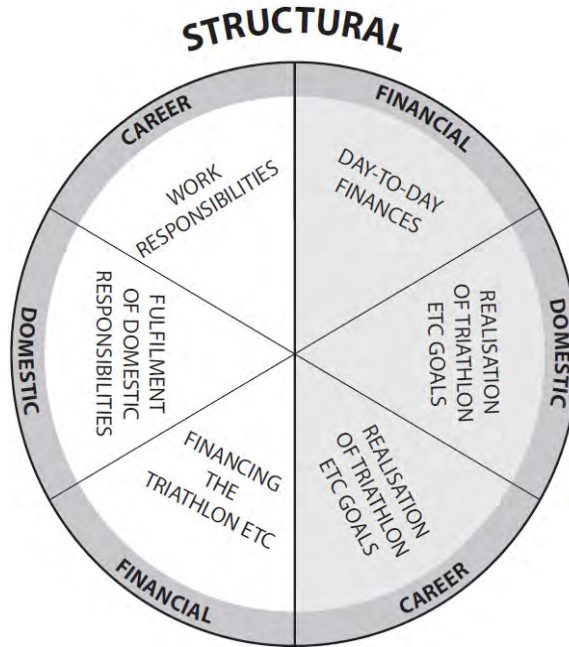 STRUCTURAL
CAREER
WORK
RESPONSIBILITIES
FINANCIAL
DAY-TO-DAY
FINANCES
DOMESTIC
FULFILMENT
OF DOMESTIC
RESPONSIBILITIES
DOMESTIC
REALISATION
OF TRIATHLON
ETC GOALS
FINANCING
THE
TRIATHLON ETC
FINANCIAL
REALISATION
OF TRIATHLON
ETC GOALS
CAREER